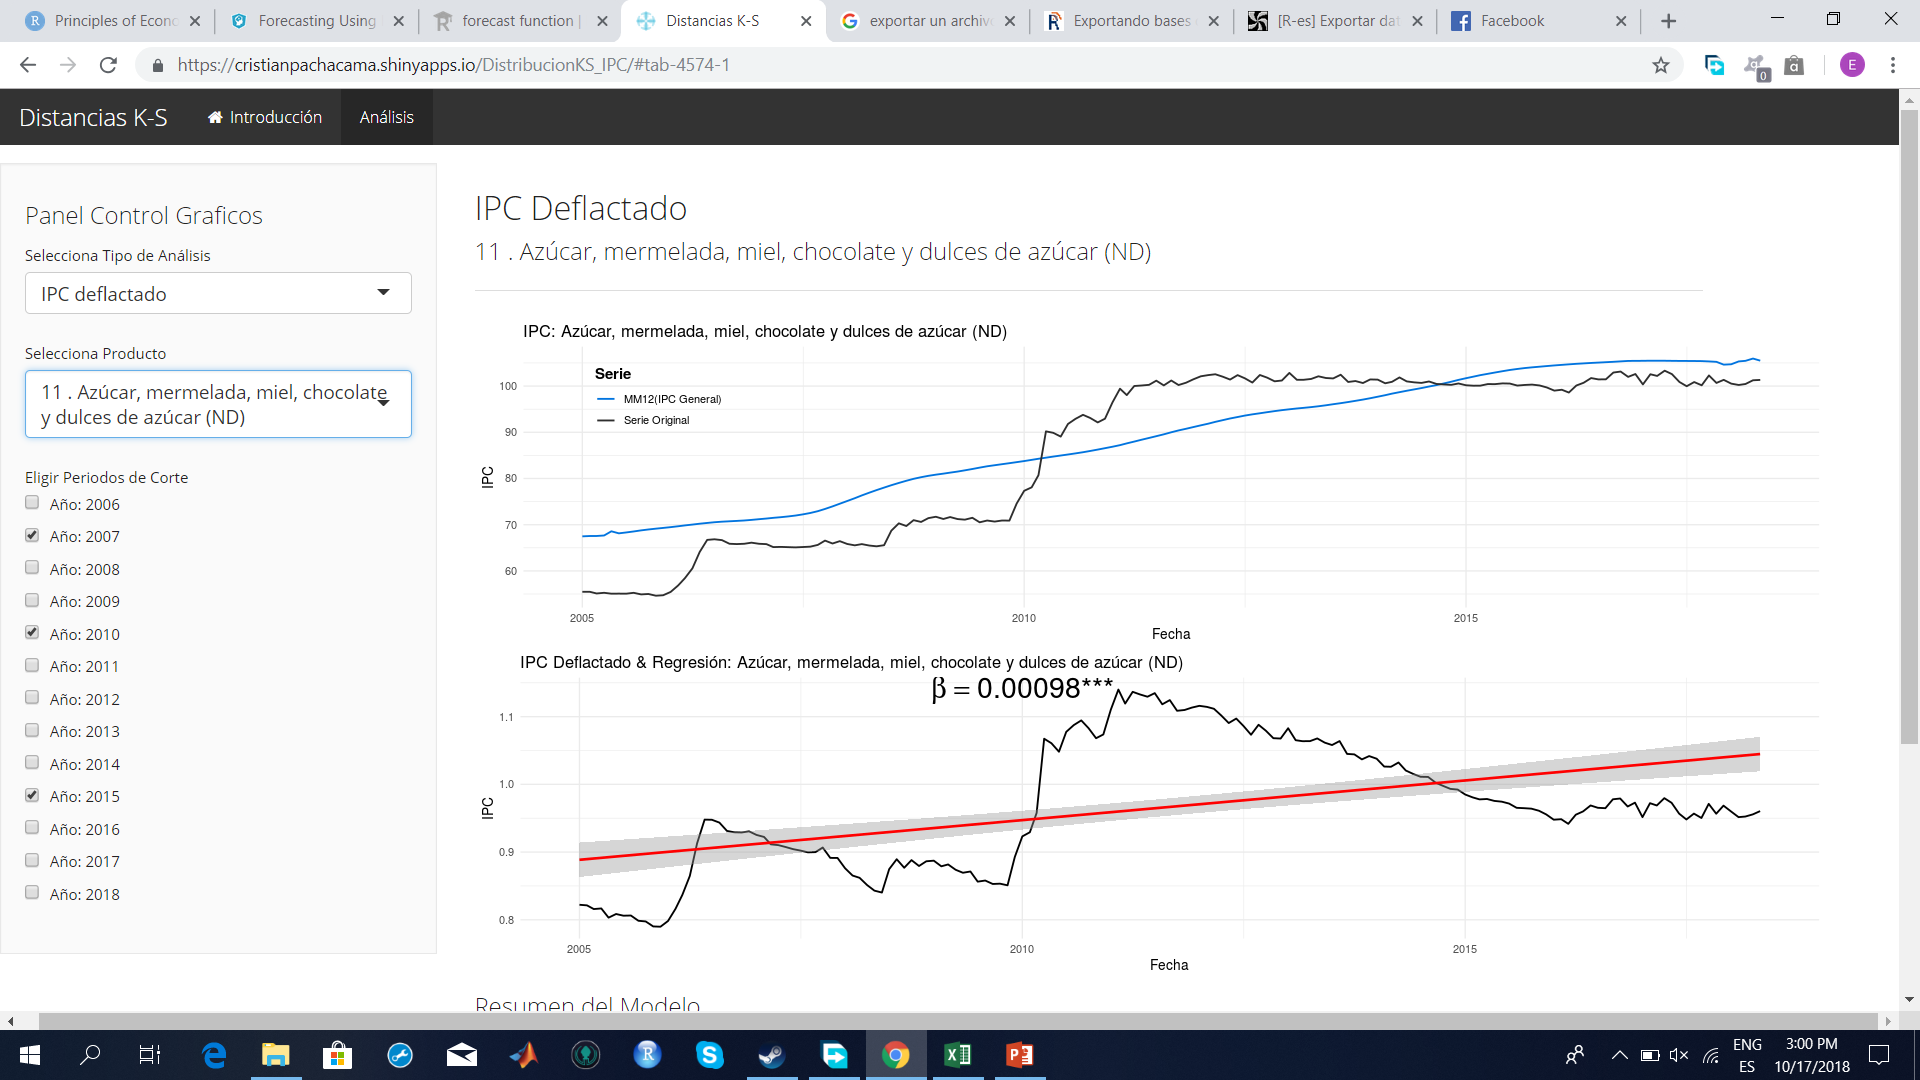 Principles of Econo
Forecasting Using
forecast function |
Distancias K-S
exportar un archivo
Exportando bases
[R-es] Exportar dat
Facebook
https://cristianpachacama.shinyapps.io/DistribucionKS_IPC/#tab-4574-1
0
E
Distancias K-S
Introducción
Análisis
Panel Control Graficos
Selecciona Tipo de Análisis
IPC deflactado
Selecciona Producto
11 . Azúcar, mermelada, miel, chocolate
y dulces de azúcar (ND)
Eligir Periodos de Corte
Año: 2006
Año: 2007
Año: 2008
Año: 2009
Año: 2010
Año: 2011
Año: 2012
Año: 2013
Año: 2014
Año: 2015
Año: 2016
Año: 2017
Año: 2018
IPC Deflactado
11 . Azúcar, mermelada, miel, chocolate y dulces de azúcar (ND)
IPC: Azúcar, mermelada, miel, chocolate y dulces de azúcar (ND)
Serie
MM12(IPC General)
Serie Original
IPC
100
90
80
70
60
2005
2010
2015
Fecha
IPC Deflactado & Regresión: Azúcar, mermelada, miel, chocolate y dulces de azúcar (ND)
β = 0.00098***
IPC
1.1
1.0
0.9
0.8
2005
2010
2015
Fecha
Resumen del Modelo
ENG
ES
3:00 PM
10/17/2018